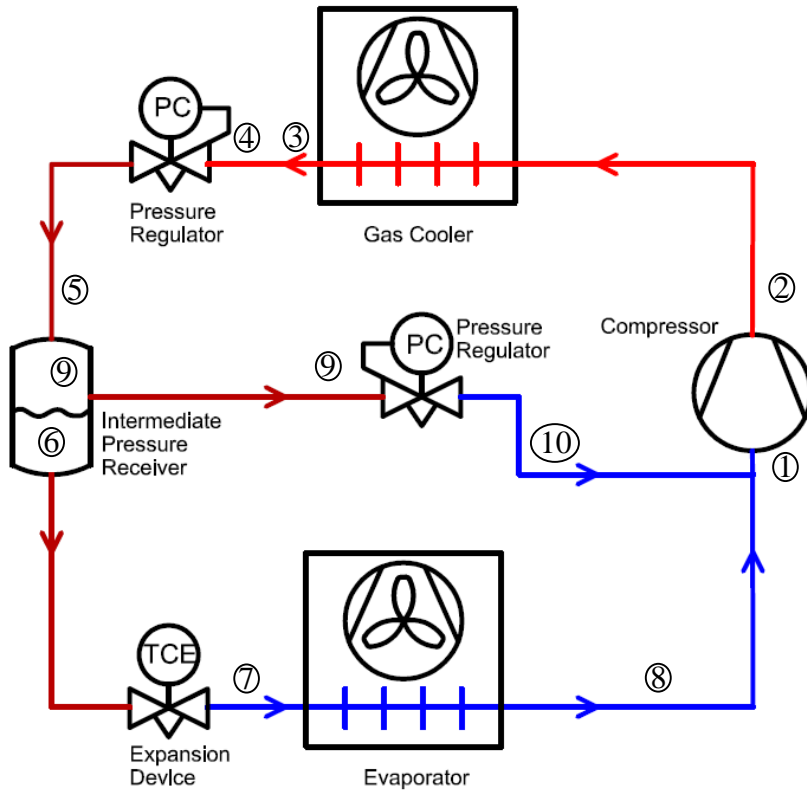 PC
④
③
Pressure
Regulator
Gas Cooler
⑤
②
Compressor
PC
Pressure
Regulator
⑨
⑨
⑥
Intermediate
Pressure
Receiver
⑩
①
TCE
⑦
⑧
Expansion
Device
Evaporator